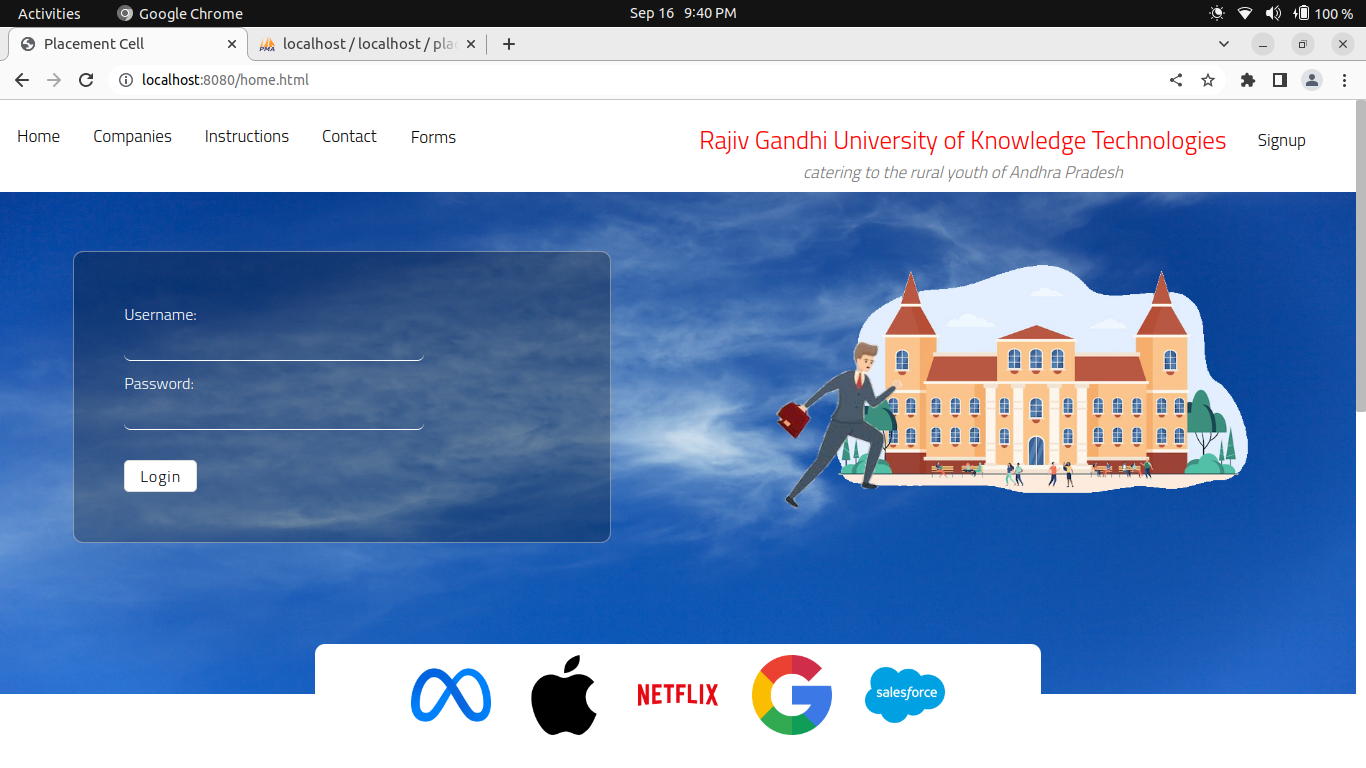 Activities Google Chrome Sep 16 9:40 PM 100 %
Placement Cell localhost / localhost / pla
localhost:8080/home.html
Home Companies Instructions Contact Forms Rajiv Gandhi University of Knowledge Technologies Signup
catering to the rural youth of Andhra Pradesh
Username:
Password:
Login
NETFLIX salesforce